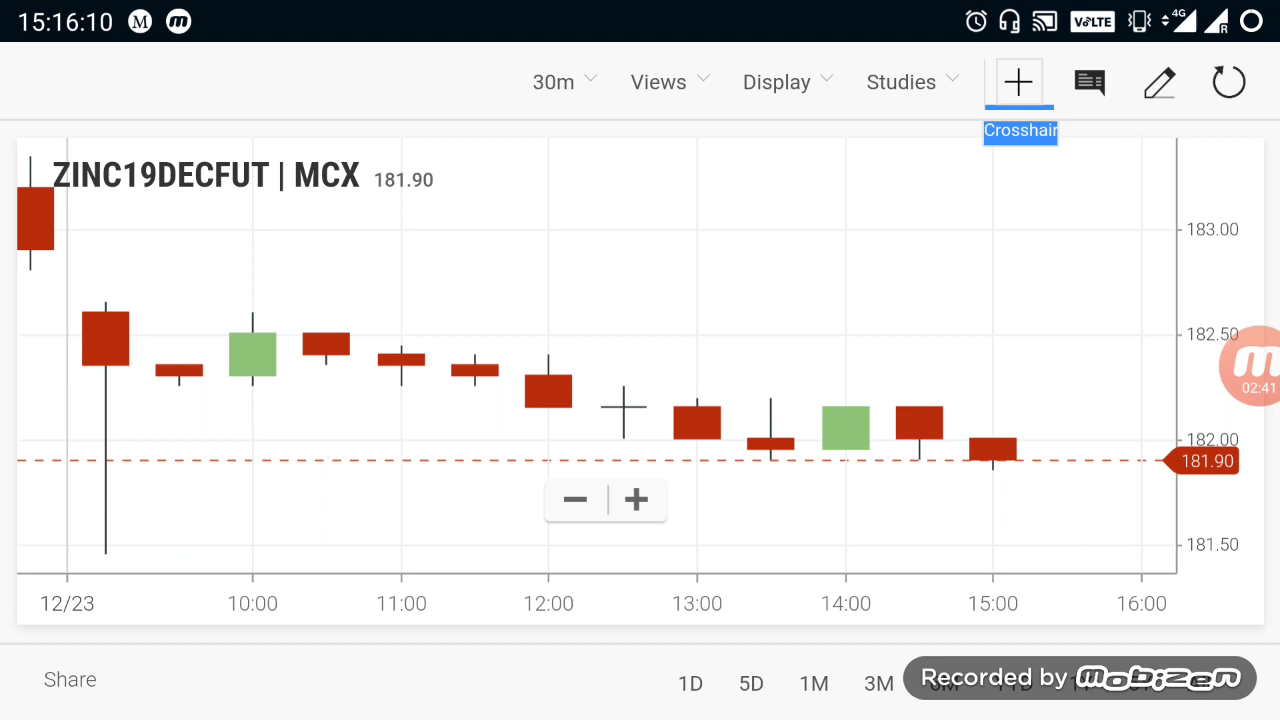 15:16:10 M m VoLTE 4G R
30m Views Display Studies
Crosshair
ZINC19DECFUT | MCX 181.90
183.00
182.50
02:41
182.00
181.90
181.50
12/23 10:00 11:00 12:00 13:00 14:00 15:00 16:00
Share 1D 5D 1M 3M
Recorded by mobizen